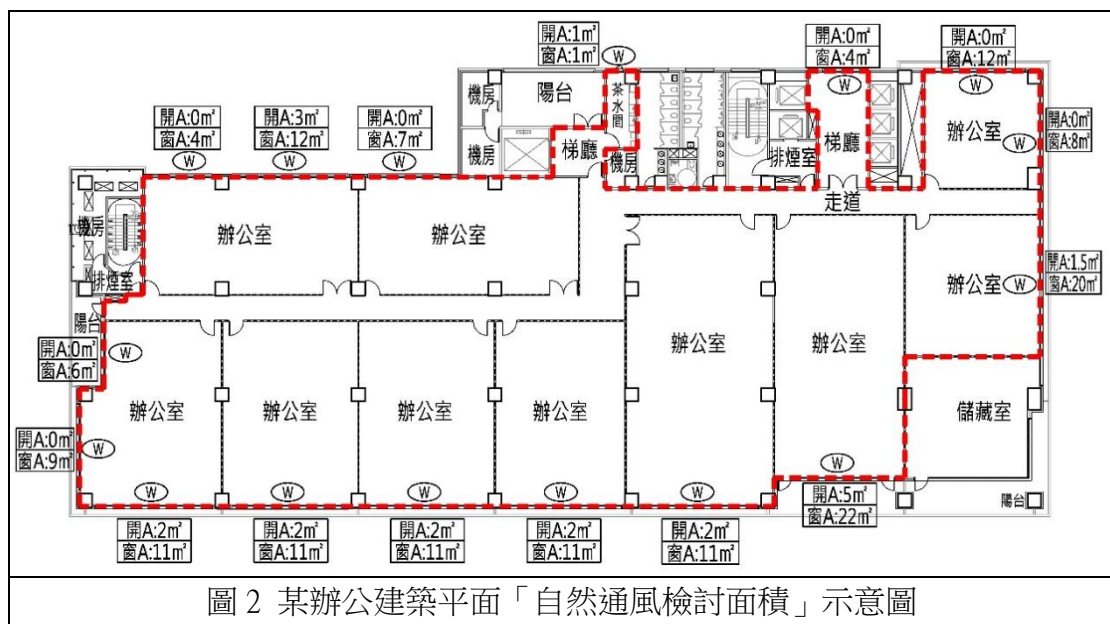 開A:1㎡
窗A:1㎡
W
開A:0㎡
窗A:4㎡
W
開A:0㎡
窗A:12㎡
W
開A:0㎡
窗A:4㎡
W
開A:3㎡
窗A:12㎡
W
開A:0㎡
窗A:7㎡
W
機房
陽台
茶水間
機房
梯廳
機房
排煙室
梯廳
辦公室
W
開A:0㎡
窗A:8㎡
走道
機房
排煙室
辦公室
辦公室
辦公室
W
開A:1.5㎡
窗A:20㎡
陽台
開A:0㎡
窗A:6㎡
W
辦公室
辦公室
辦公室
辦公室
辦公室
辦公室
儲藏室
開A:0㎡
窗A:9㎡
W
W
W
W
W
W
W
陽台
開A:2㎡
窗A:11㎡
開A:2㎡
窗A:11㎡
開A:2㎡
窗A:11㎡
開A:2㎡
窗A:11㎡
開A:2㎡
窗A:11㎡
開A:5㎡
窗A:22㎡
圖 2 某辦公建築平面「自然通風檢討面積」示意圖